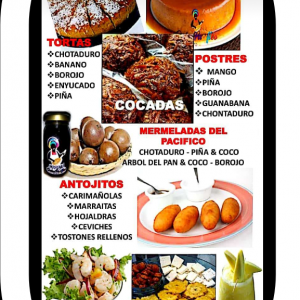 TORTAS
❖CHOTADURO
❖BANANO
❖BOROJO
❖ENYUCADO
❖PIÑA
POSTRES
❖MANGO
❖PIÑA
❖BOROJO
❖GUANABANA
❖CHONTADURO
COCADAS
MERMELADAS DEL
PACIFICO
CHOTADURO - PIÑA & COCO
ARBOL DEL PAN & COCO - BOROJO
ANTOJITOS
❖CARIMAÑOLAS
❖MARRAITAS
❖HOJALDRAS
❖CEVICHES
❖TOSTONES RELLENOS